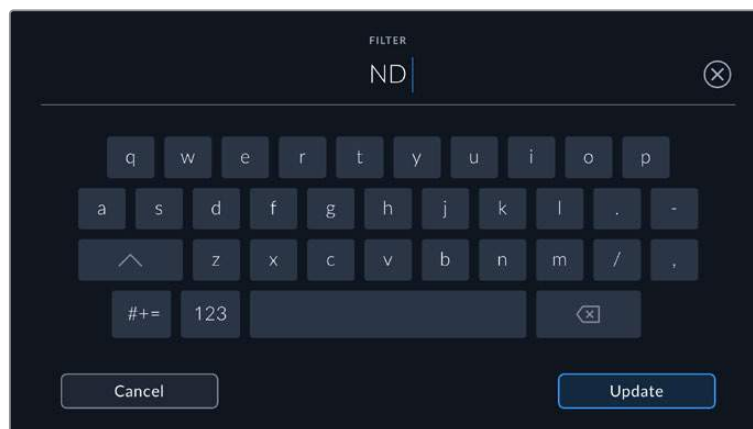 FILTER
ND
q w e r t y u i o p
a s d f g h j k l . -
z x c v b n m / ,
#+= 123
Cancel Update